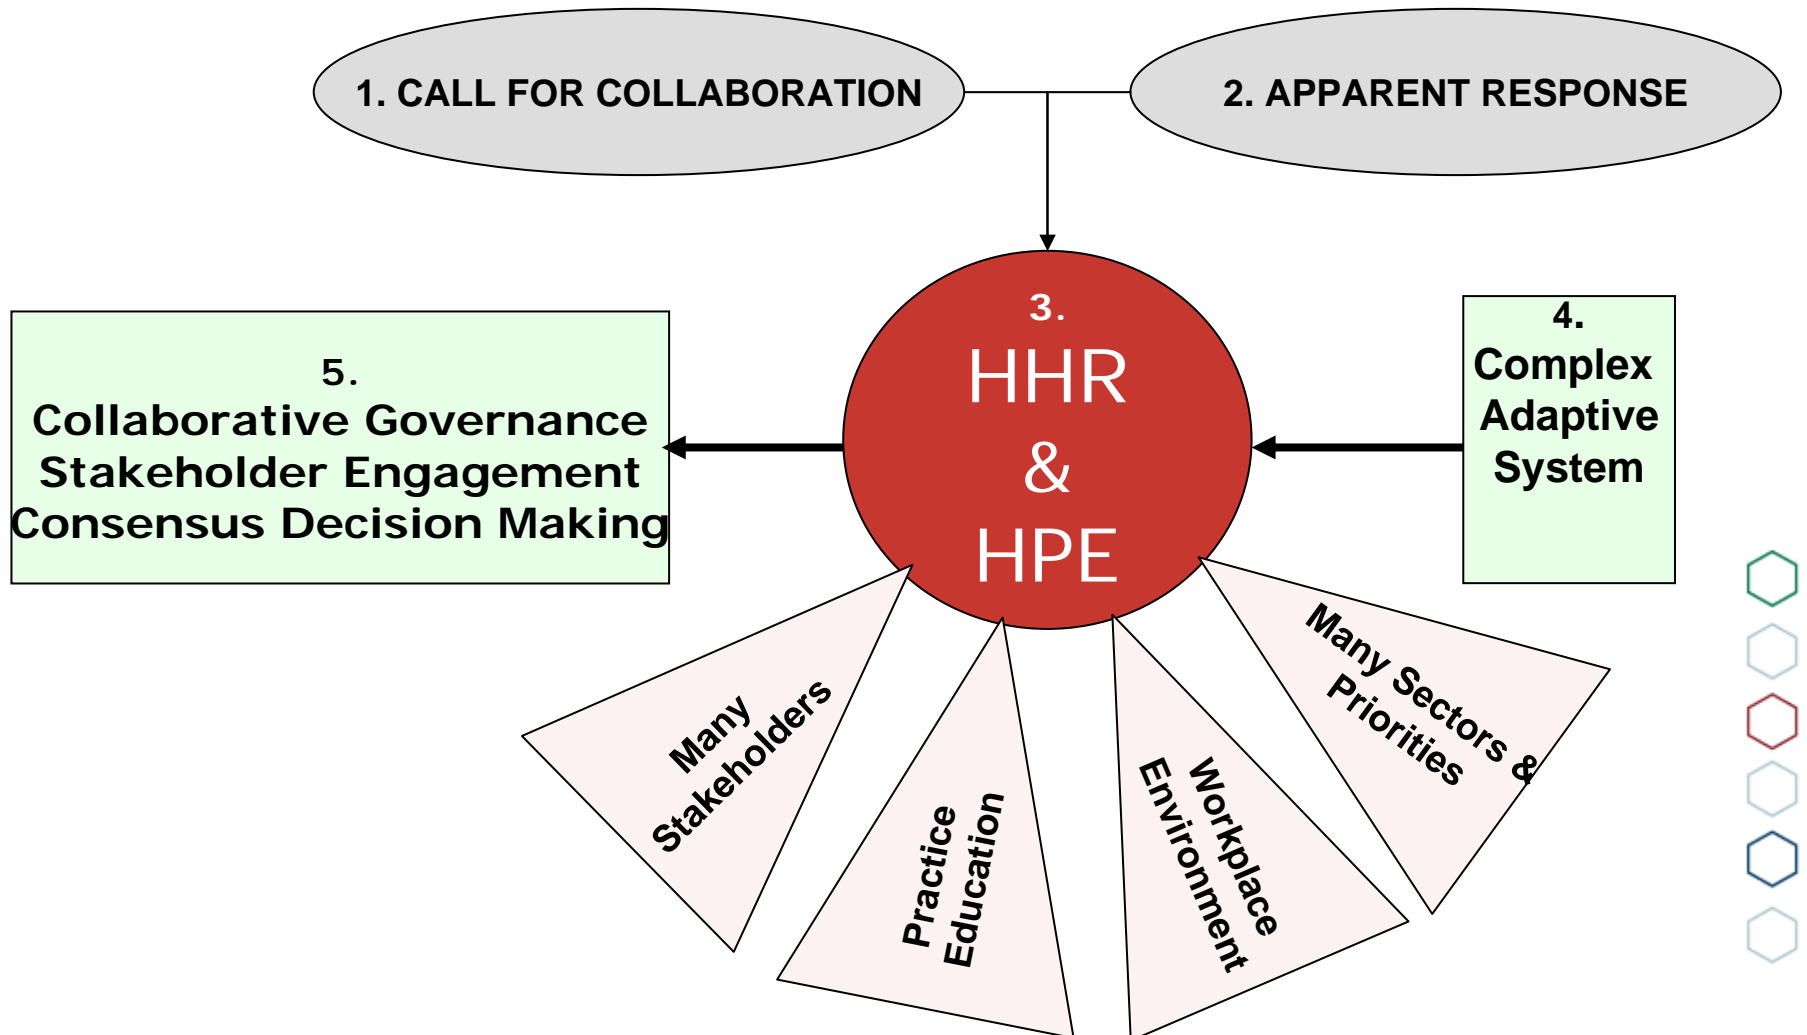 1. CALL FOR COLLABORATION
2. APPARENT RESPONSE
3.
HHR
&
HPE
4.
Complex
Adaptive
System
5.
Collaborative Governance
Stakeholder Engagement
Consensus Decision Making
Many
Stakeholders
Practice
Education
Workplace
Environment
Many Sectors &
Priorities